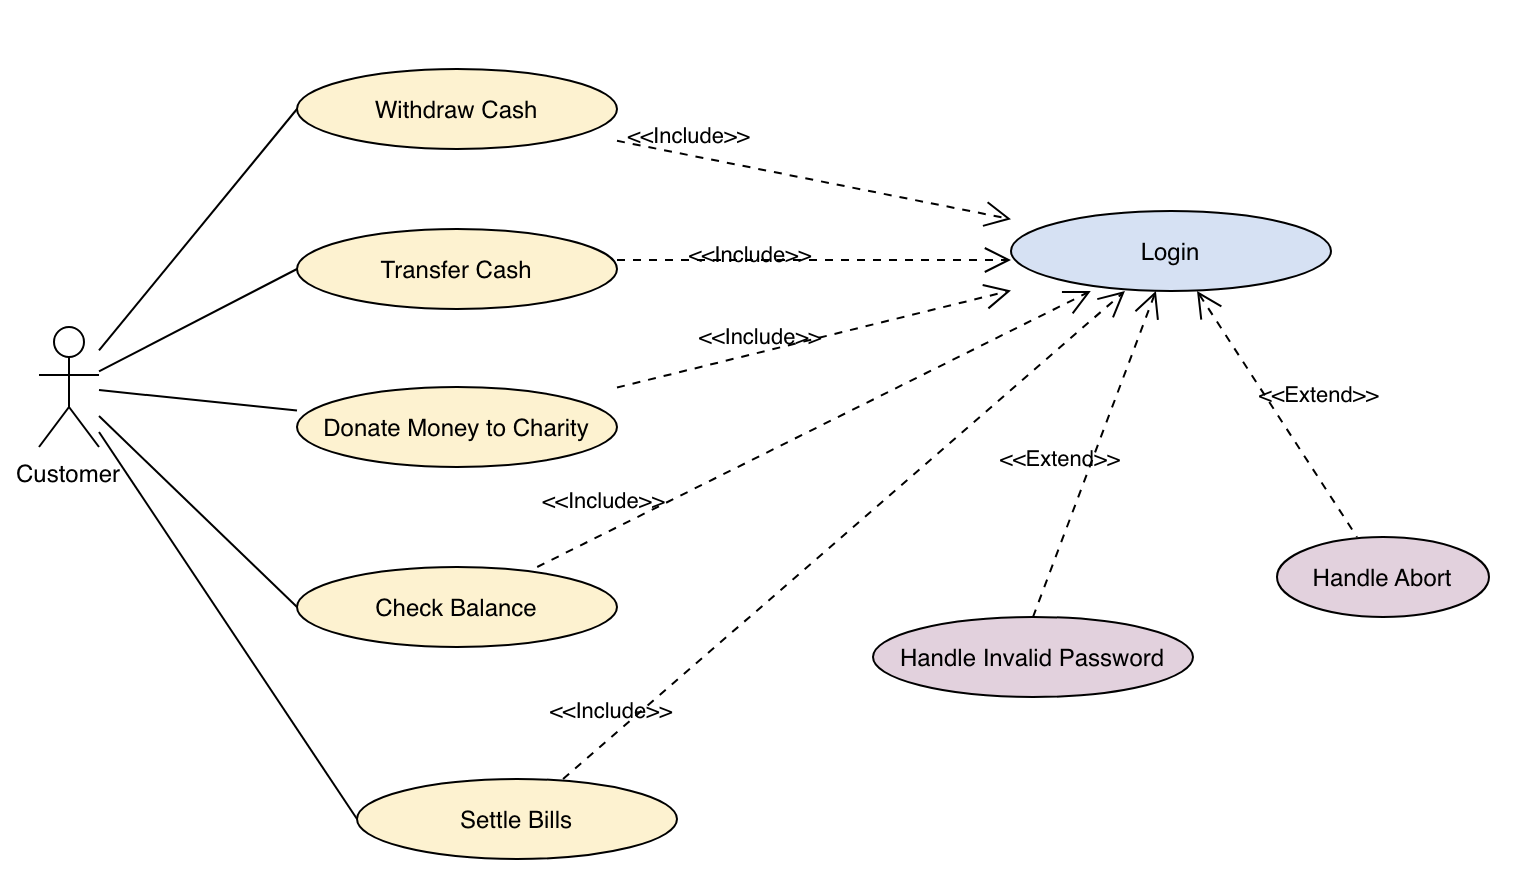 Withdraw Cash
<<Include>>
Login
Transfer Cash
<<Include>>
<<Include>>
Customer
Donate Money to Charity
<<Extend>>
<<Extend>>
<<Include>>
Handle Abort
Check Balance
Handle Invalid Password
<<Include>>
Settle Bills